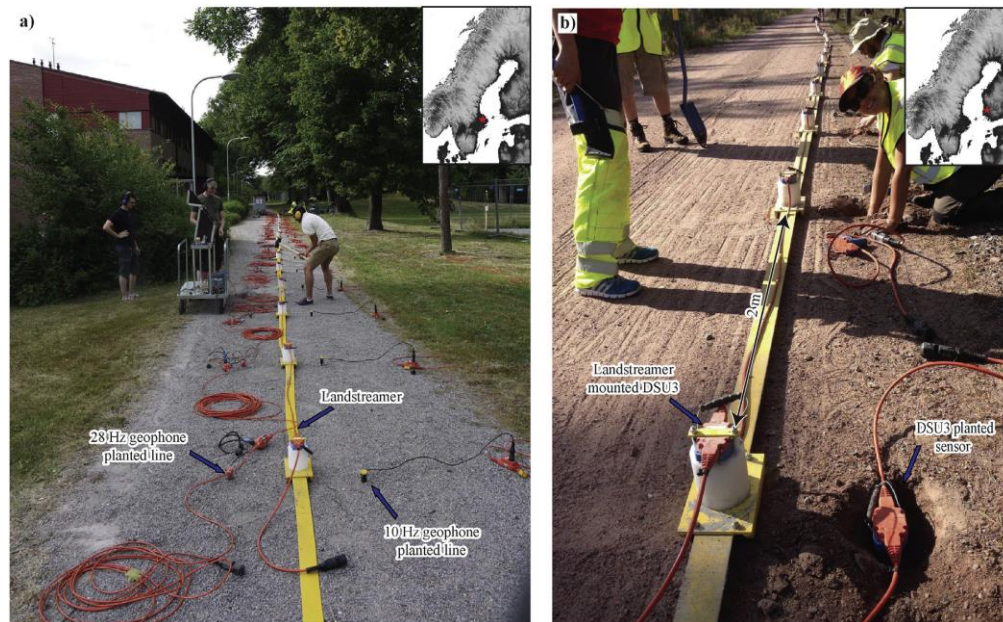 a)
Landstreamer
28 Hz geophone
planted line
10 Hz geophone
planted line
b)
2 m
Landstreamer
mounted DSU3
DSU3 planted
sensor